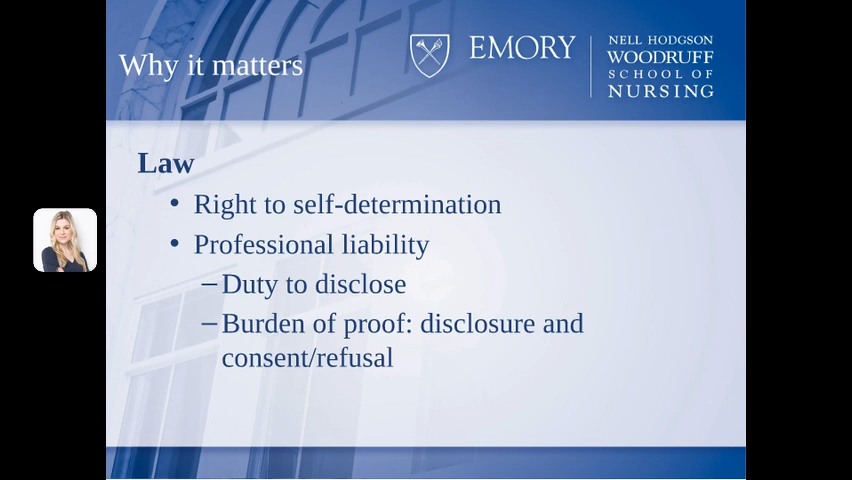 Why it matters
EMORY
NELL HODGSON
WOODRUFF
SCHOOL OF
NURSING
Law
• Right to self-determination
• Professional liability
– Duty to disclose
– Burden of proof: disclosure and
consent/refusal